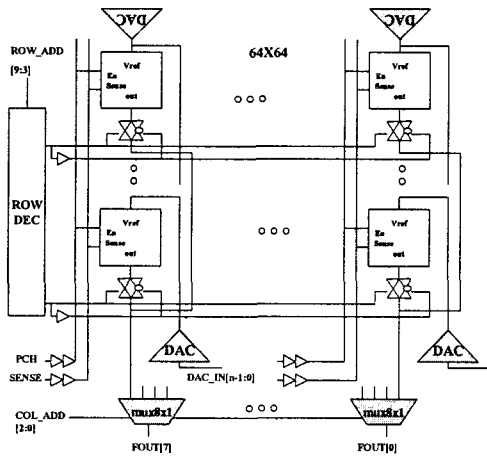 DAC
DAC
64X64
ROW_ADD
[9:3]
Vref
En
Sense
out
Vref
En
Sense
out
ROW
DEC
Vref
En
Sense
out
Vref
En
Sense
out
PCH
SENSE
DAC
DAC_IN[n-1:0]
DAC
COL_ADD
[2:0]
mux8x1
mux8x1
FOUT[7]
FOUT[0]